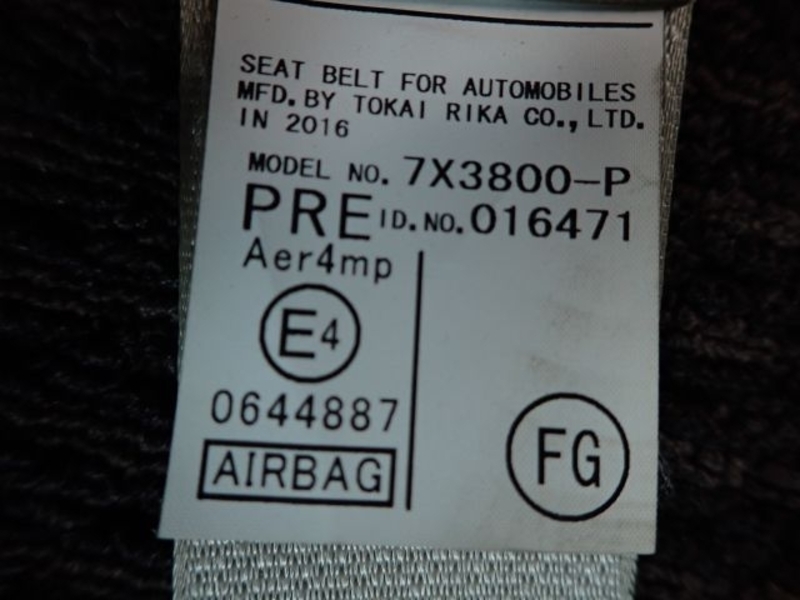 SEAT BELT FOR AUTOMOBILES
MFD. BY TOKAI RIKA CO., LTD.
IN 2016
MODEL NO. 7X3800-P
PRE ID. NO. 016471
Aer4mp
E4
0644887
AIRBAG
FG